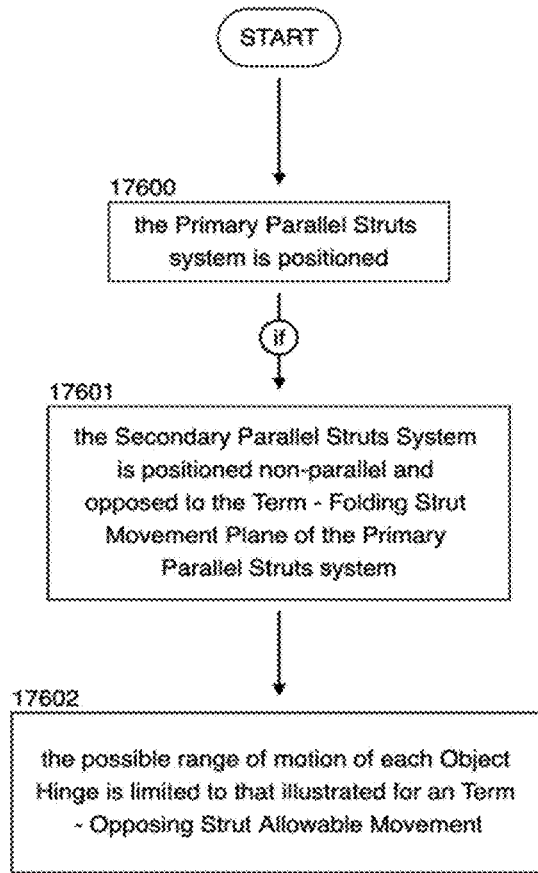 START
17600
the Primary Parallel Struts
system is positioned
if
17601
the Secondary Parallel Struts System
is positioned non-parallel and
opposed to the Term - Folding Strut
Movement Plane of the Primary
Parallel Struts system
17602
the possible range of motion of each Object
Hinge is limited to that illustrated for an Term
- Opposing Strut Allowable Movement